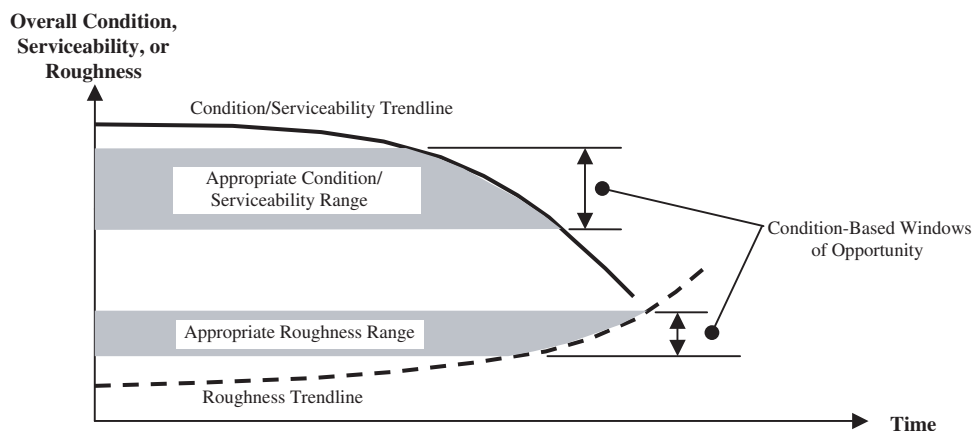 Overall Condition,
Serviceability, or
Roughness
Condition/Serviceability Trendline
Appropriate Condition/
Serviceability Range
Condition-Based Windows
of Opportunity
Appropriate Roughness Range
Roughness Trendline
Time